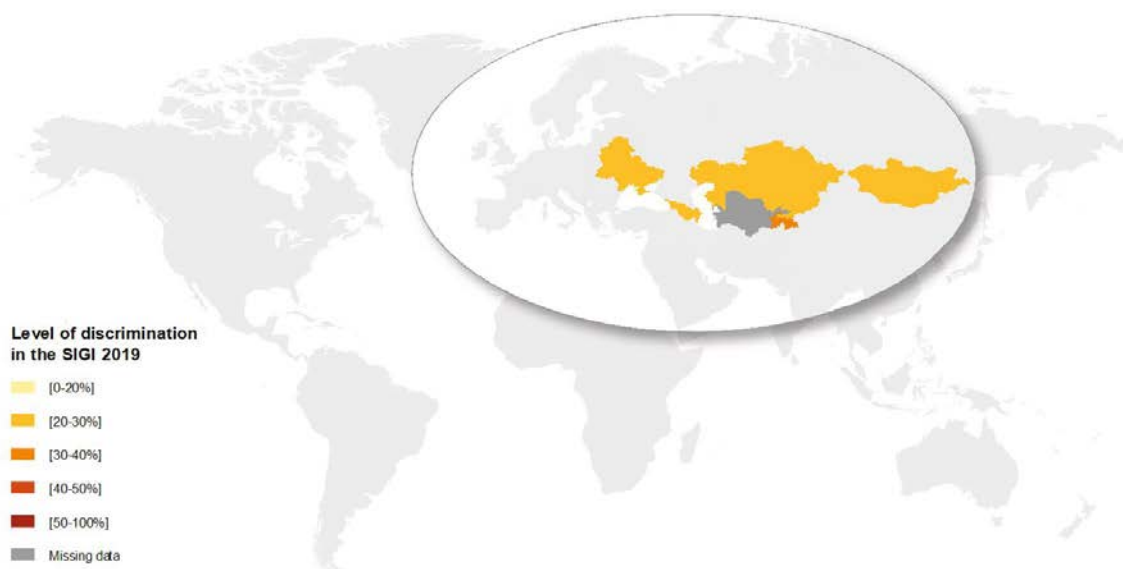 Level of discrimination
in the SIGI 2019
[0-20%]
[20-30%]
[30-40%]
[40-50%]
[50-100%]
Missing data